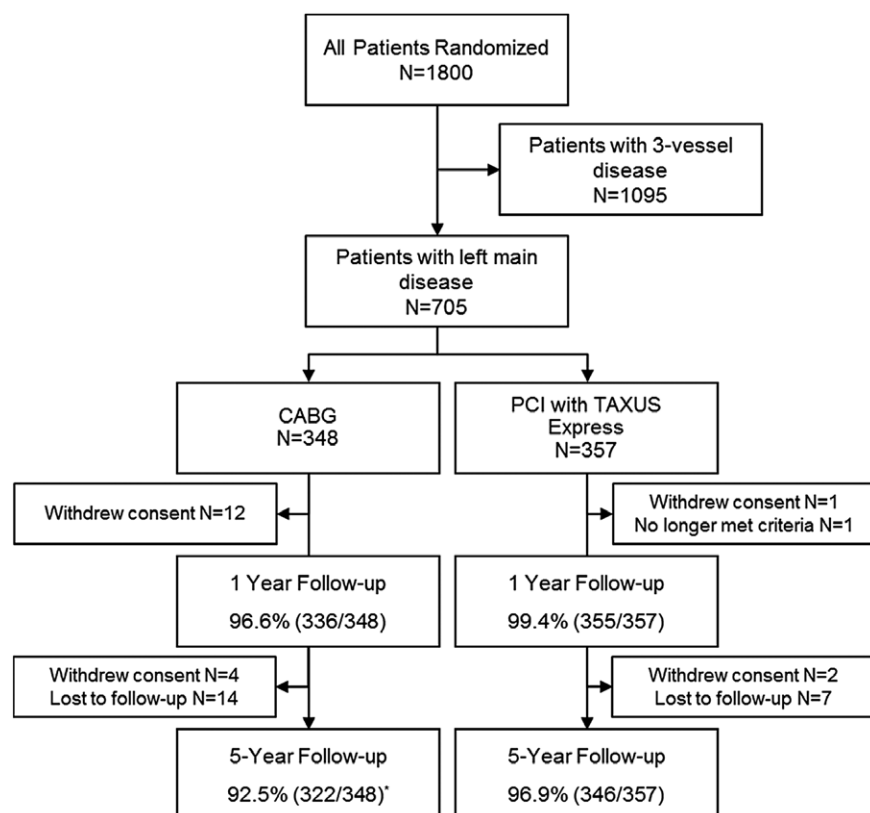 All Patients Randomized
N=1800
Patients with 3-vessel
disease
N=1095
Patients with left main
disease
N=705
CABG
N=348
PCI with TAXUS
Express
N=357
Withdrew consent N=12
Withdrew consent N=1
No longer met criteria N=1
1 Year Follow-up
96.6% (336/348)
1 Year Follow-up
99.4% (355/357)
Withdrew consent N=4
Lost to follow-up N=14
Withdrew consent N=2
Lost to follow-up N=7
5-Year Follow-up
92.5% (322/348)*
5-Year Follow-up
96.9% (346/357)